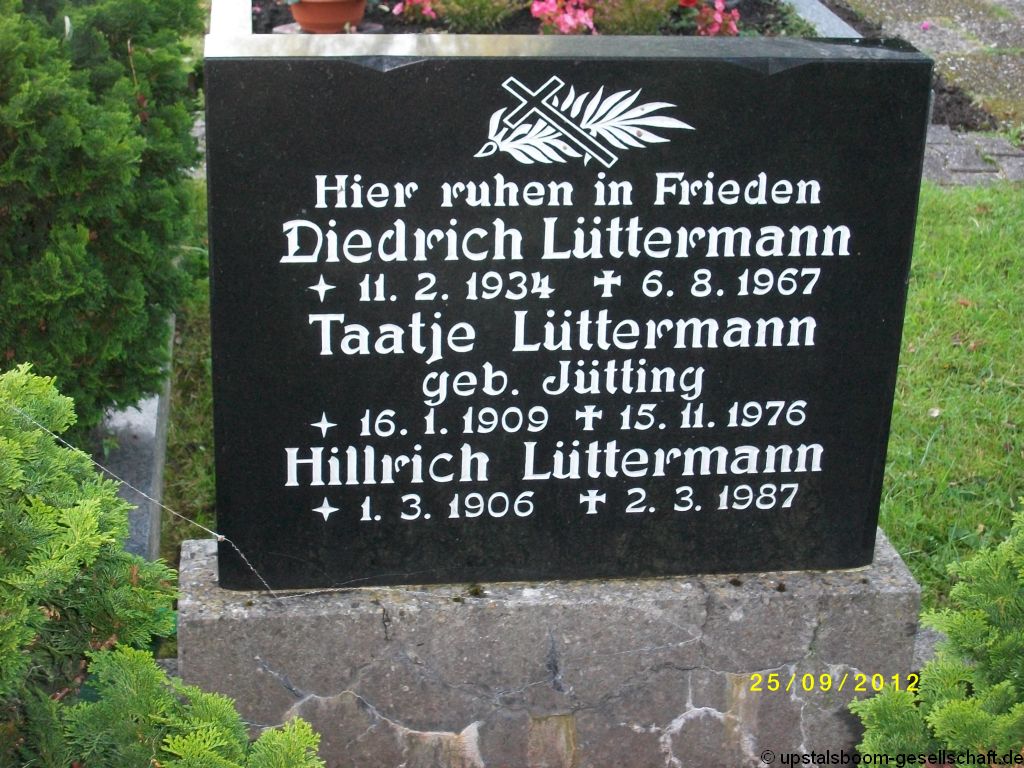 Hier ruhen in Frieden
Diedrich Lüttermann
✦ 11. 2. 1934 ✝ 6. 8. 1967
Taatje Lüttermann
geb. Jütting
✦ 16. 1. 1909 ✝ 15. 11. 1976
Hillrich Lüttermann
✦ 1. 3. 1906 ✝ 2. 3. 1987
25/09/2012
© upstalsboom-gesellschaft.de